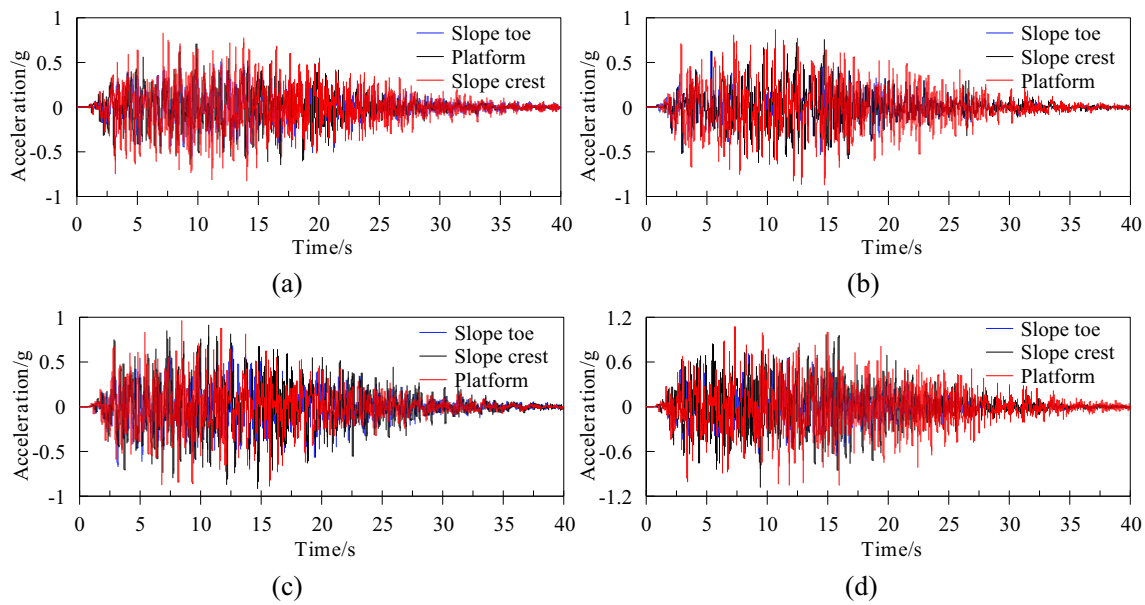 1
0.5
0
-0.5
-1
Acceleration/g
Slope toe
Platform
Slope crest
0 5 10 15 20 25 30 35 40
Time/s
(a)
1
0.5
0
0.5
-1
Acceleration/g
Slope toe
Slope crest
Platform
0 5 10 15 20 25 30 35 40
Time/s
(b)
1
0.5
0
-0.5
-1
Acceleration/g
Slope toe
Slope crest
Platform
0 5 10 15 20 25 30 35 40
Time/s
(c)
1.2
0.6
0
-0.6
-1.2
Acceleration/g
Slope toe
Slope crest
Platform
0 5 10 15 20 25 30 35 40
Time/s
(d)